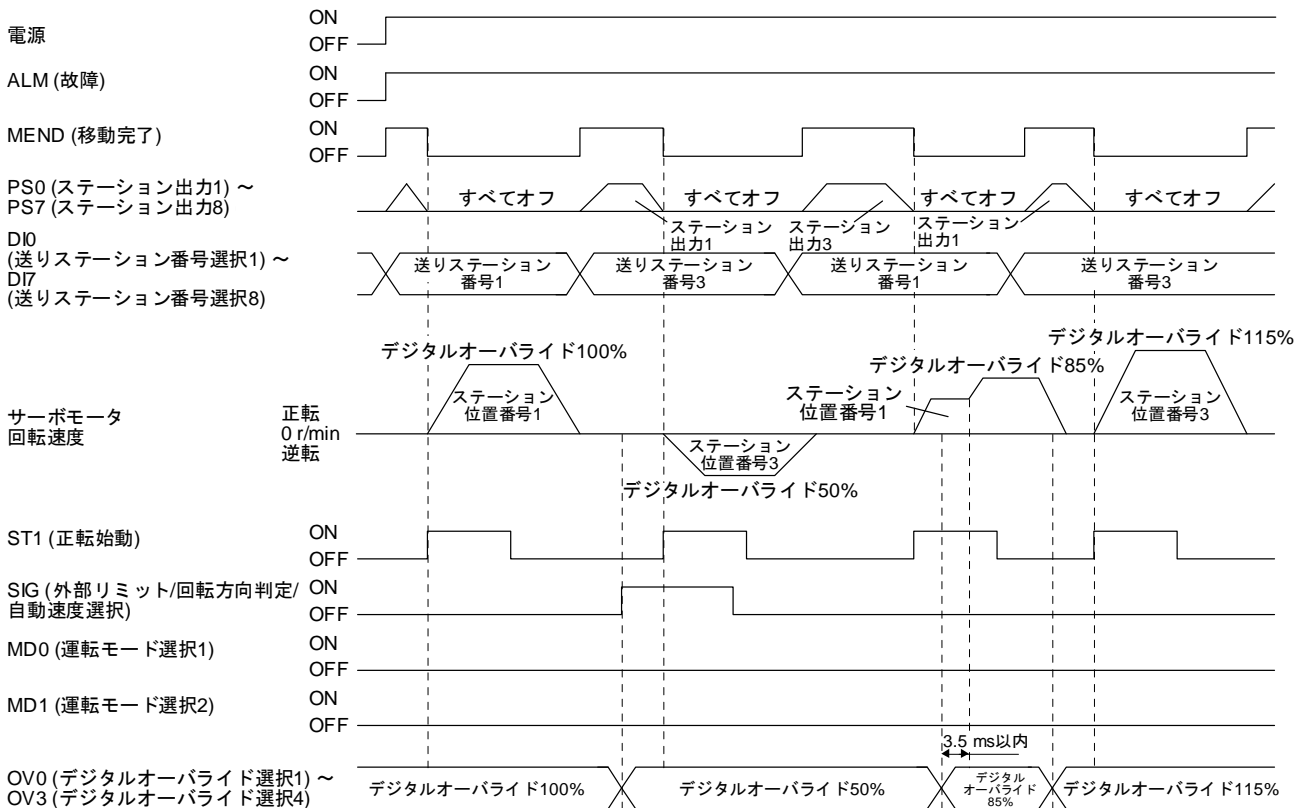 電源
ON
OFF
ALM (故障)
ON
OFF
MEND (移動完了)
ON
OFF
PS0 (ステーション出力1) ～
PS7 (ステーション出力8)
すべてオフ
すべてオフ
すべてオフ
すべてオフ
ステーション
出力1
ステーション
出力3
ステーション
出力1
DI0
(送りステーション番号選択1) ～
DI7
(送りステーション番号選択8)
送りステーション
番号1
送りステーション
番号3
送りステーション
番号1
送りステーション
番号3
サーボモータ
回転速度
正転
0 r/min
逆転
デジタルオーバライド100%
ステーション
位置番号1
ステーション
位置番号3
デジタルオーバライド50%
ステーション
位置番号1
デジタルオーバライド85%
デジタルオーバライド115%
ステーション
位置番号3
ST1 (正転始動)
ON
OFF
SIG (外部リミット/回転方向判定/
自動速度選択)
ON
OFF
MD0 (運転モード選択1)
ON
OFF
MD1 (運転モード選択2)
ON
OFF
3.5 ms以内
OV0 (デジタルオーバライド選択1) ～
OV3 (デジタルオーバライド選択4)
デジタルオーバライド100%
デジタルオーバライド50%
デジタル
オーバライド
85%
デジタルオーバライド115%